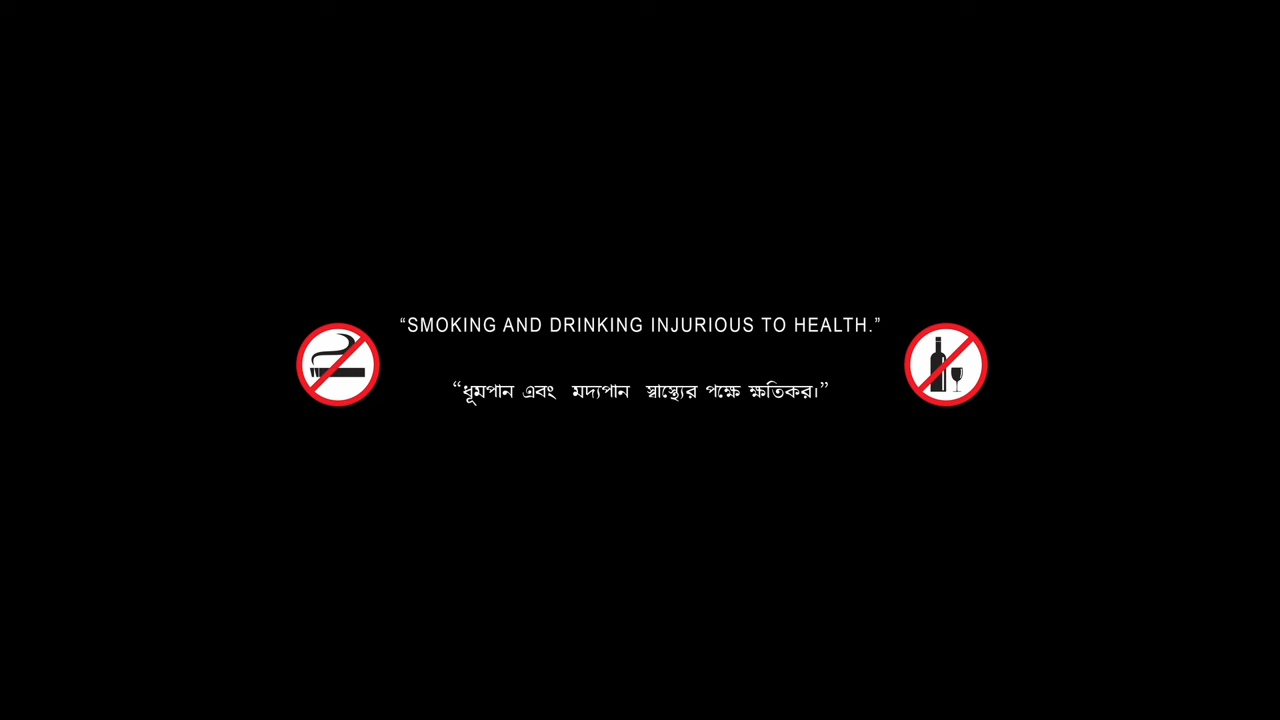 “SMOKING AND DRINKING INJURIOUS TO HEALTH.”
“ধূমপান এবং মদ্যপান স্বাস্থ্যের পক্ষে ক্ষতিকর।”